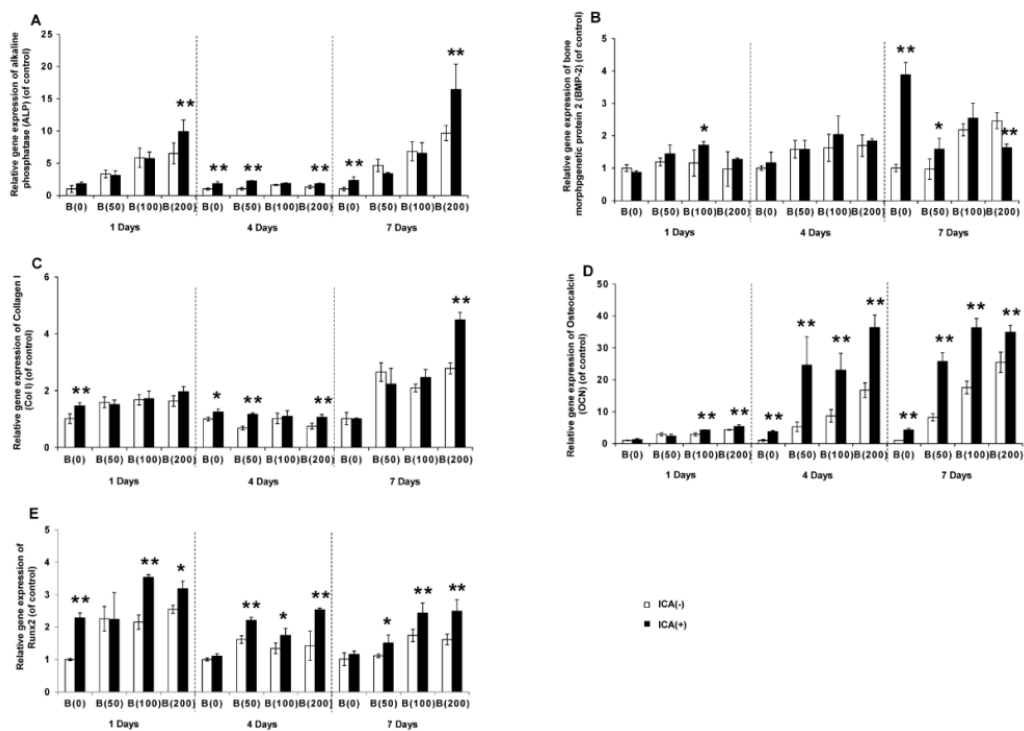 A
Relative gene expression of alkaline
phosphatase (ALP) (of control)
25
20
15
10
5
0
** ** ** ** ** **
B(0) B(50) B(100) B(200) B(0) B(50) B(100) B(200) B(0) B(50) B(100) B(200)
1 Days 4 Days 7 Days
B
Relative gene expression of bone
morphpgenetic protein 2 (BMP-2) (of control)
5
4
3
2
1
0
* ** * **
B(0) B(50) B(100) B(200) B(0) B(50) B(100) B(200) B(0) B(50) B(100) B(200)
1 Days 4 Days 7 Days
C
Relative gene expression of Collagen I
(Col I) (of control)
6
4
2
0
** * ** ** **
B(0) B(50) B(100) B(200) B(0) B(50) B(100) B(200) B(0) B(50) B(100) B(200)
1 Days 4 Days 7 Days
D
Relative gene expression of Osteocalcin
(OCN) (of control)
50
40
30
20
10
0
** ** ** ** ** ** ** ** ** **
B(0) B(50) B(100) B(200) B(0) B(50) B(100) B(200) B(0) B(50) B(100) B(200)
1 Days 4 Days 7 Days
E
Relative gene expression of
Runx2 (of control)
5
4
3
2
1
0
** ** * ** * ** * ** **
B(0) B(50) B(100) B(200) B(0) B(50) B(100) B(200) B(0) B(50) B(100) B(200)
1 Days 4 Days 7 Days
ICA(-)
ICA(+)